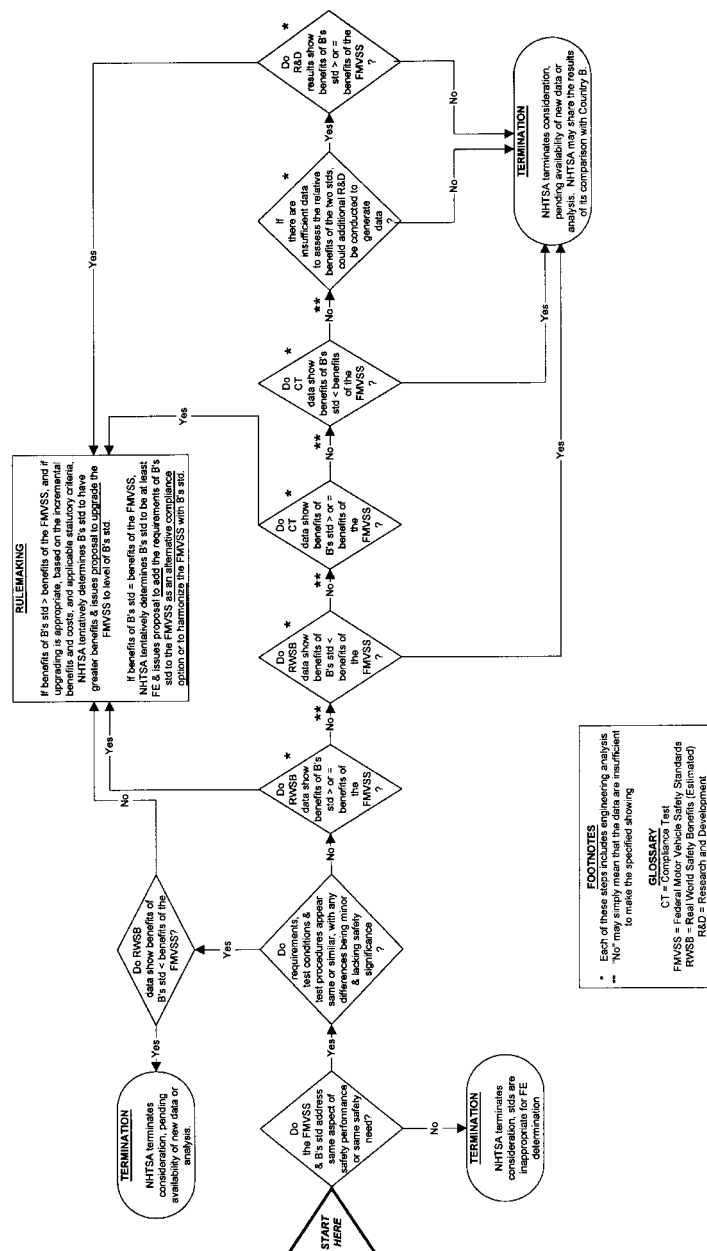 START
HERE
Do
the FMVSS
& B's std address
same aspect of
safety performance
or same safety
need?
No
TERMINATION
NHTSA terminates
consideration, stds are
inappropriate for FE
determination
Yes
Do
requirements,
test conditions &
test procedures appear
same or similar, with any
differences being minor
& lacking safety
significance
?
Yes
Do RWSB
data show benefits of
B's std < benefits of the
FMVSS?
Yes
TERMINATION
NHTSA terminates
consideration, pending
availability of new data or
analysis.
No
RULEMAKING
If benefits of B's std > benefits of the FMVSS, and if
upgrading is appropriate, based on the incremental
benefits and costs, and applicable statutory criteria,
NHTSA tentatively determines B's std to have
greater benefits & issues proposal to upgrade the
FMVSS to level of B's std.
If benefits of B's std = benefits of the FMVSS,
NHTSA tentatively determines B's std to be at least
FE & issues proposal to add the requirements of B's
std to the FMVSS as an alternative compliance
option or to harmonize the FMVSS with B's std.
No
Do
RWSB
data show
benefits of B's
std > or =
benefits of
the
FMVSS
?
*
Yes
No
**
Do
RWSB
data show
benefits of
B's std <
benefits of
the
FMVSS
?
*
Yes
No
**
Do
CT
data show
benefits of
B's std > or =
benefits of
the
FMVSS
?
*
Yes
No
**
Do
CT
data show
benefits of B's
std < benefits
of the
FMVSS
?
*
Yes
No
**
If
there are
insufficient data
to assess the relative
benefits of the two stds,
could additional R&D
be conducted to
generate
data
?
*
No
Yes
Do
R&D
results show
benefits of B's
std > or =
benefits of the
FMVSS
?
*
Yes
No
TERMINATION
NHTSA terminates consideration,
pending availability of new data or
analysis. NHTSA may share the results
of its comparison with Country B.
FOOTNOTES
* Each of these steps includes engineering analysis
** "No" may simply mean that the data are insufficient
to make the specified showing
GLOSSARY
CT = Compliance Test
FMVSS = Federal Motor Vehicle Safety Standards
RWSB = Real World Safety Benefits (Estimated)
R&D = Research and Development